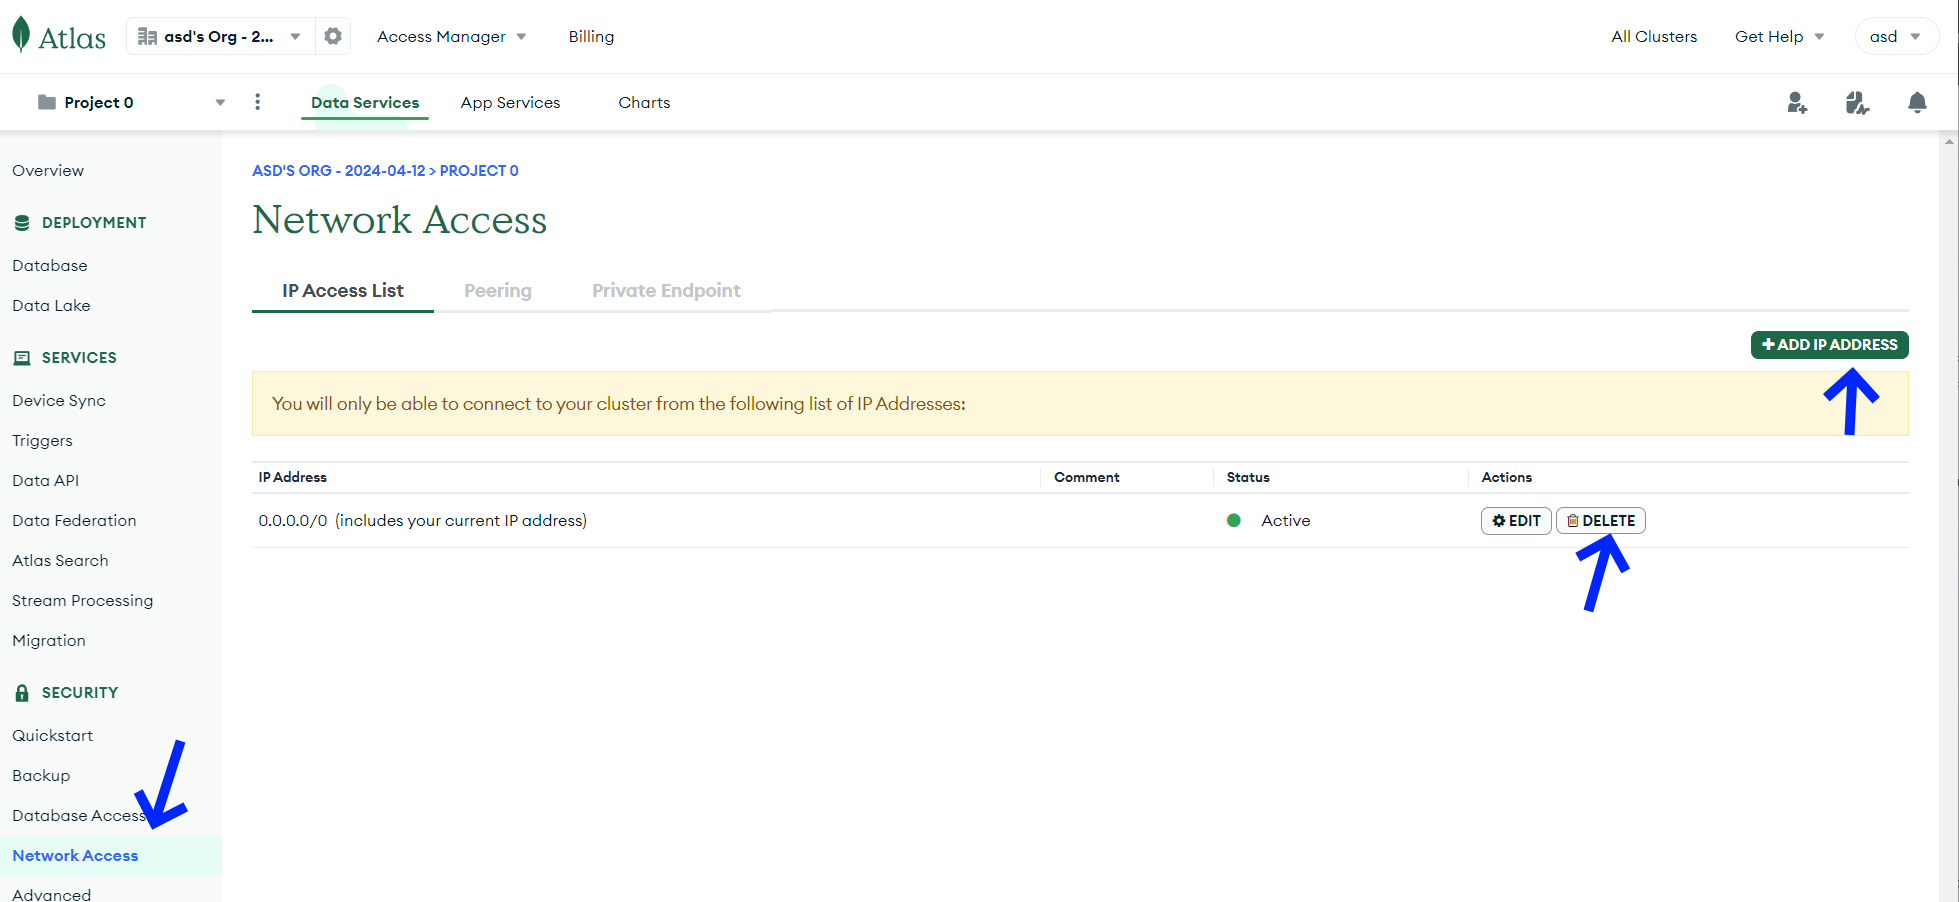 Atlas
asd's Org - 2...
Access Manager
Billing
All Clusters
Get Help
asd
Project 0
Data Services
App Services
Charts
Overview
DEPLOYMENT
Database
Data Lake
SERVICES
Device Sync
Triggers
Data API
Data Federation
Atlas Search
Stream Processing
Migration
SECURITY
Quickstart
Backup
Database Access
Network Access
Advanced
ASD'S ORG - 2024-04-12 > PROJECT 0
Network Access
IP Access List
Peering
Private Endpoint
+ ADD IP ADDRESS
You will only be able to connect to your cluster from the following list of IP Addresses:
IP Address
Comment
Status
Actions
0.0.0.0/0 (includes your current IP address)
Active
EDIT
DELETE